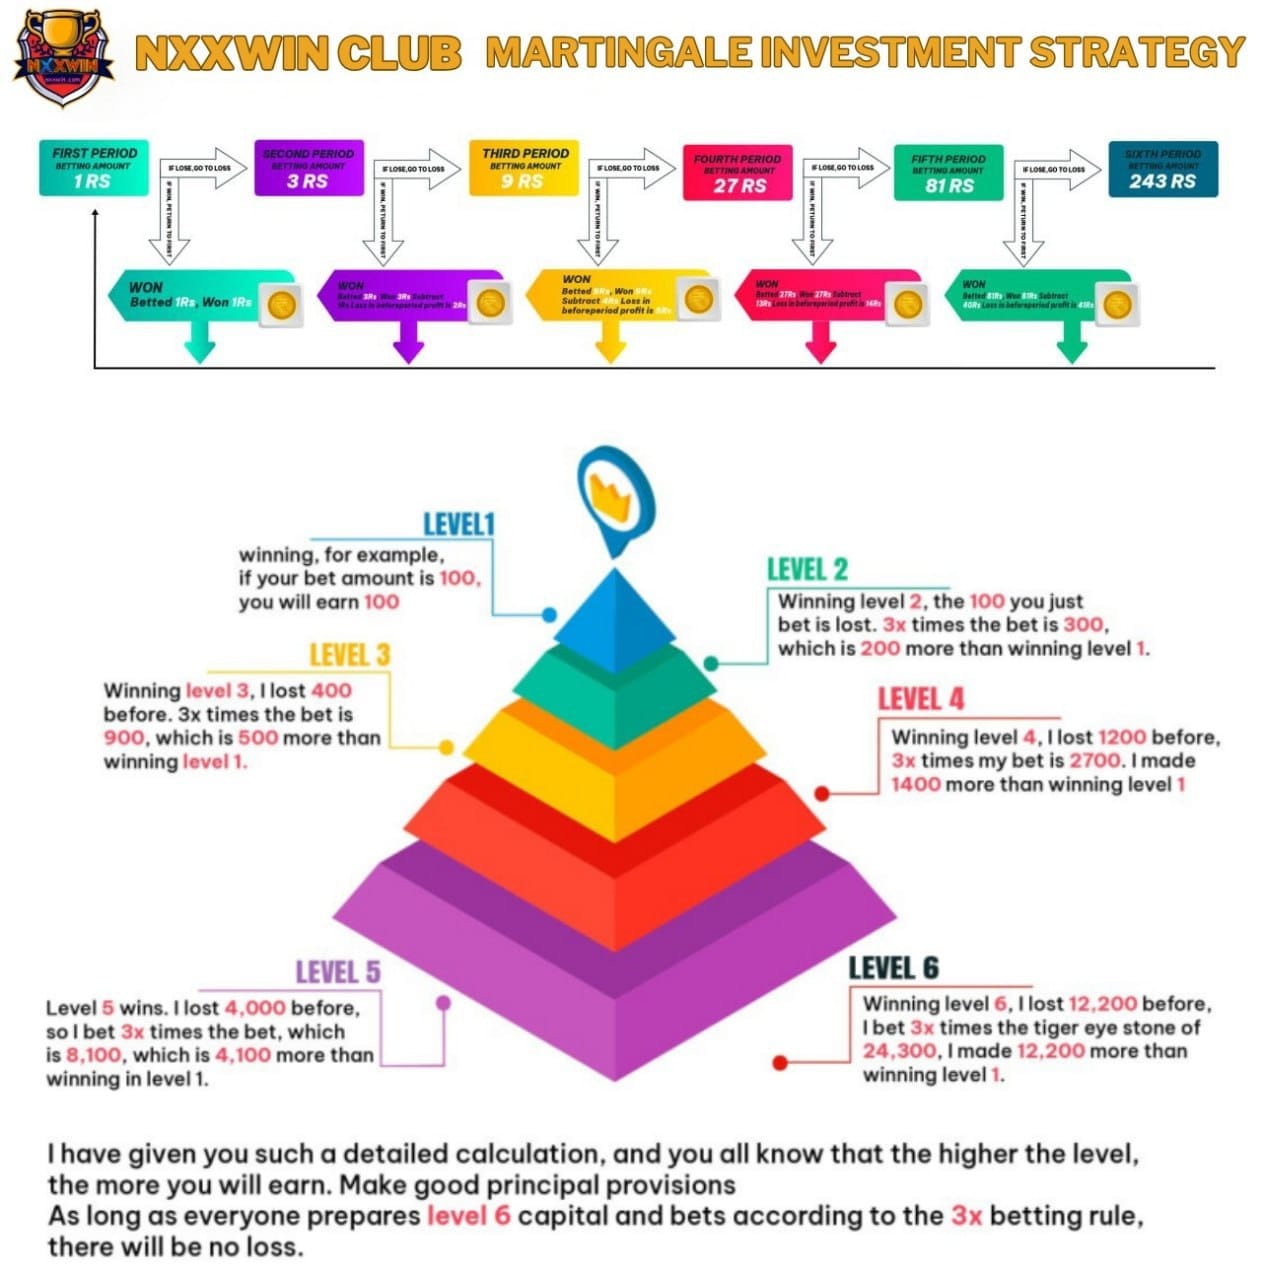 NXXWIN
nxxwin.com
NXXWIN CLUB MARTINGALE INVESTMENT STRATEGY
FIRST PERIOD
BETTING AMOUNT
1 RS
IF LOSE,GO TO LOSS
SECOND PERIOD
BETTING AMOUNT
3 RS
IF LOSE,GO TO LOSS
THIRD PERIOD
BETTING AMOUNT
9 RS
IF LOSE,GO TO LOSS
FOURTH PERIOD
BETTING AMOUNT
27 RS
IF LOSE,GO TO LOSS
FIFTH PERIOD
BETTING AMOUNT
81 RS
IF LOSE,GO TO LOSS
SIXTH PERIOD
BETTING AMOUNT
243 RS
IF WIN, RETURN TO FIRST
IF WIN, RETURN TO FIRST
IF WIN, RETURN TO FIRST
IF WIN, RETURN TO FIRST
IF WIN, RETURN TO FIRST
WON
Betted 1Rs, Won 1Rs
WON
Betted 3Rs Won 3Rs Subtract
1Rs Loss in beforeperiod profit is 2Rs
WON
Betted 9Rs, Won 9Rs
Subtract 4Rs Loss in
beforeperiod profit is
WON
Betted 27Rs Won 27Rs Subtract
13Rs Loss in beforeperiod profit is 14Rs
WON
Betted 81Rs Won 81Rs Subtract
40Rs Loss in beforeperiod profit is 41Rs
LEVEL1
winning, for example,
if your bet amount is 100,
you will earn 100
LEVEL 2
Winning level 2, the 100 you just
bet is lost. 3x times the bet is 300,
which is 200 more than winning level 1.
LEVEL 3
Winning level 3, I lost 400
before. 3x times the bet is
900, which is 500 more than
winning level 1.
LEVEL 4
Winning level 4, I lost 1200 before,
3x times my bet is 2700. I made
1400 more than winning level 1
LEVEL 5
Level 5 wins. I lost 4,000 before,
so I bet 3x times the bet, which
is 8,100, which is 4,100 more than
winning in level 1.
LEVEL 6
Winning level 6, I lost 12,200 before,
I bet 3x times the tiger eye stone of
24,300, I made 12,200 more than
winning level 1.
I have given you such a detailed calculation, and you all know that the higher the level,
the more you will earn. Make good principal provisions
As long as everyone prepares level 6 capital and bets according to the 3x betting rule,
there will be no loss.